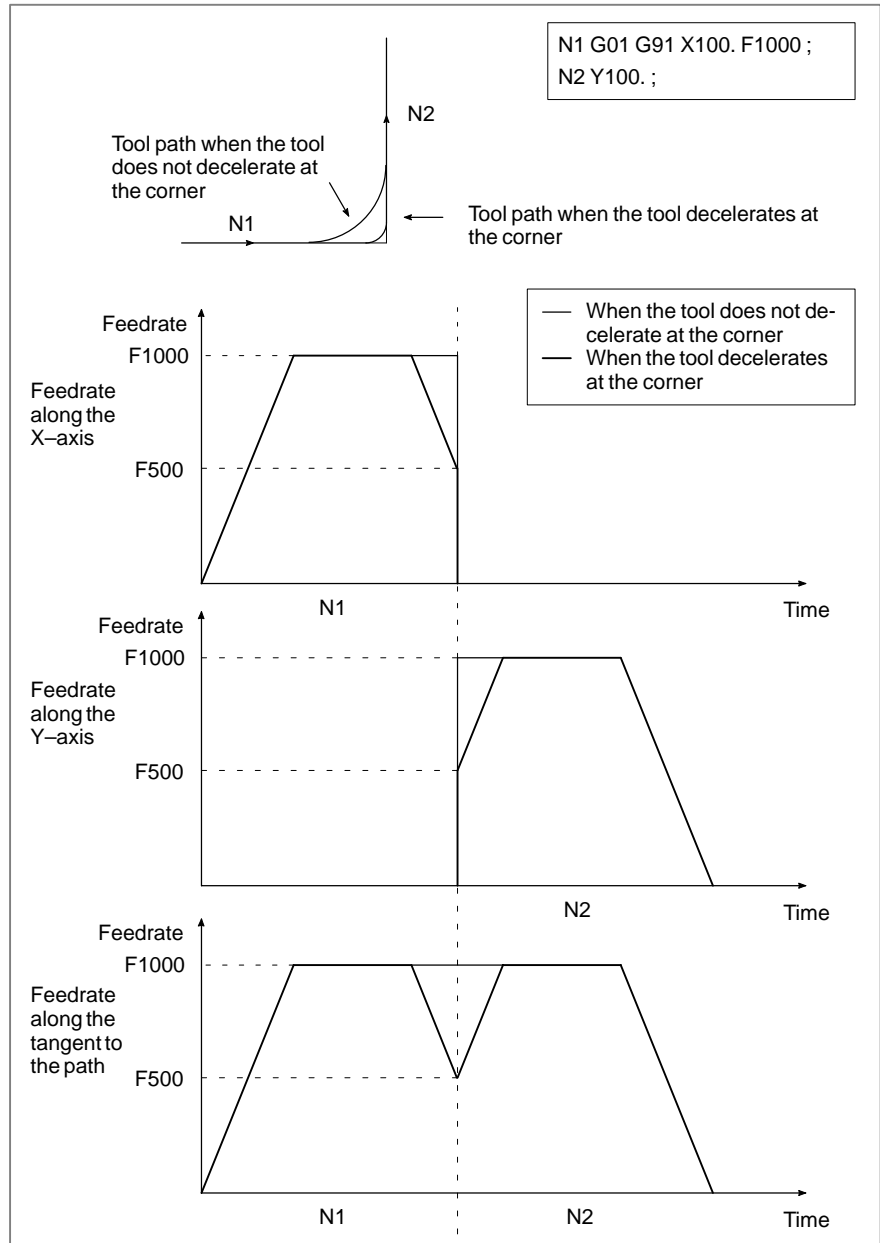 N1 G01 G91 X100. F1000 ;
N2 Y100. ;
N2
Tool path when the tool
does not decelerate at
the corner
N1
Tool path when the tool decelerates at
the corner
When the tool does not de-
celerate at the corner
When the tool decelerates
at the corner
Feedrate
F1000
Feedrate
along the
X–axis
F500
N1
Time
Feedrate
F1000
Feedrate
along the
Y–axis
F500
N2
Time
Feedrate
F1000
Feedrate
along the
tangent to
the path
F500
N1
N2
Time